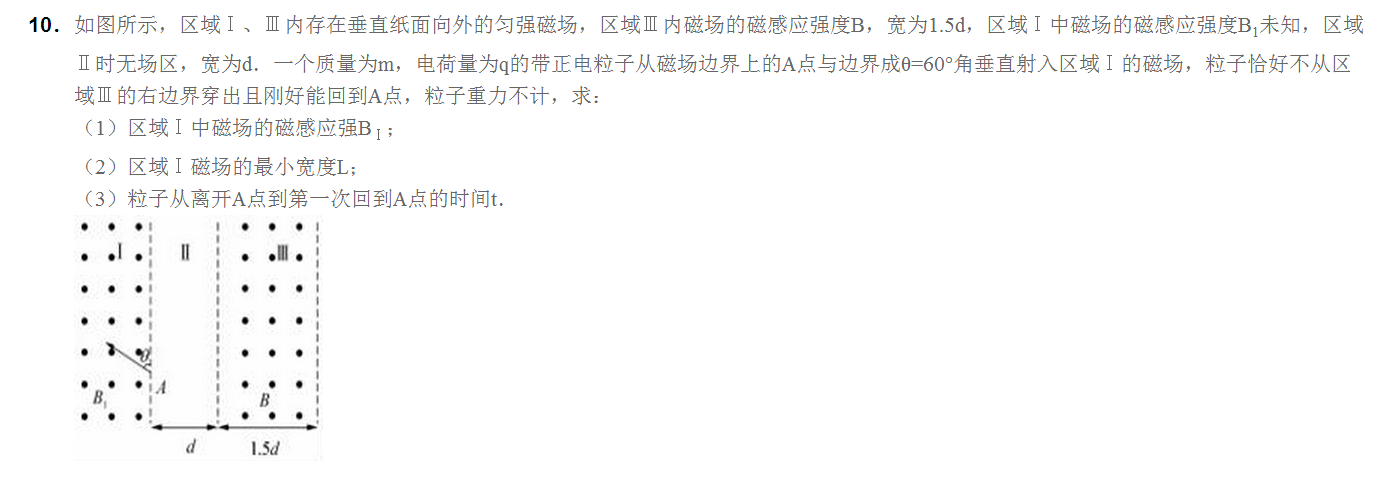 10．如图所示，区域Ⅰ、Ⅲ内存在垂直纸面向外的匀强磁场，区域Ⅲ内磁场的磁感应强度B，宽为1.5d，区域Ⅰ中磁场的磁感应强度B₁未知，区域
Ⅱ时无场区，宽为d．一个质量为m，电荷量为q的带正电粒子从磁场边界上的A点与边界成θ=60°角垂直射入区域Ⅰ的磁场，粒子恰好不从区
域Ⅲ的右边界穿出且刚好能回到A点，粒子重力不计，求：
（1）区域Ⅰ中磁场的磁感应强B Ⅰ；
（2）区域Ⅰ磁场的最小宽度L；
（3）粒子从离开A点到第一次回到A点的时间t．
Ⅰ Ⅱ Ⅲ
θ
A
B₁ B
d 1.5d